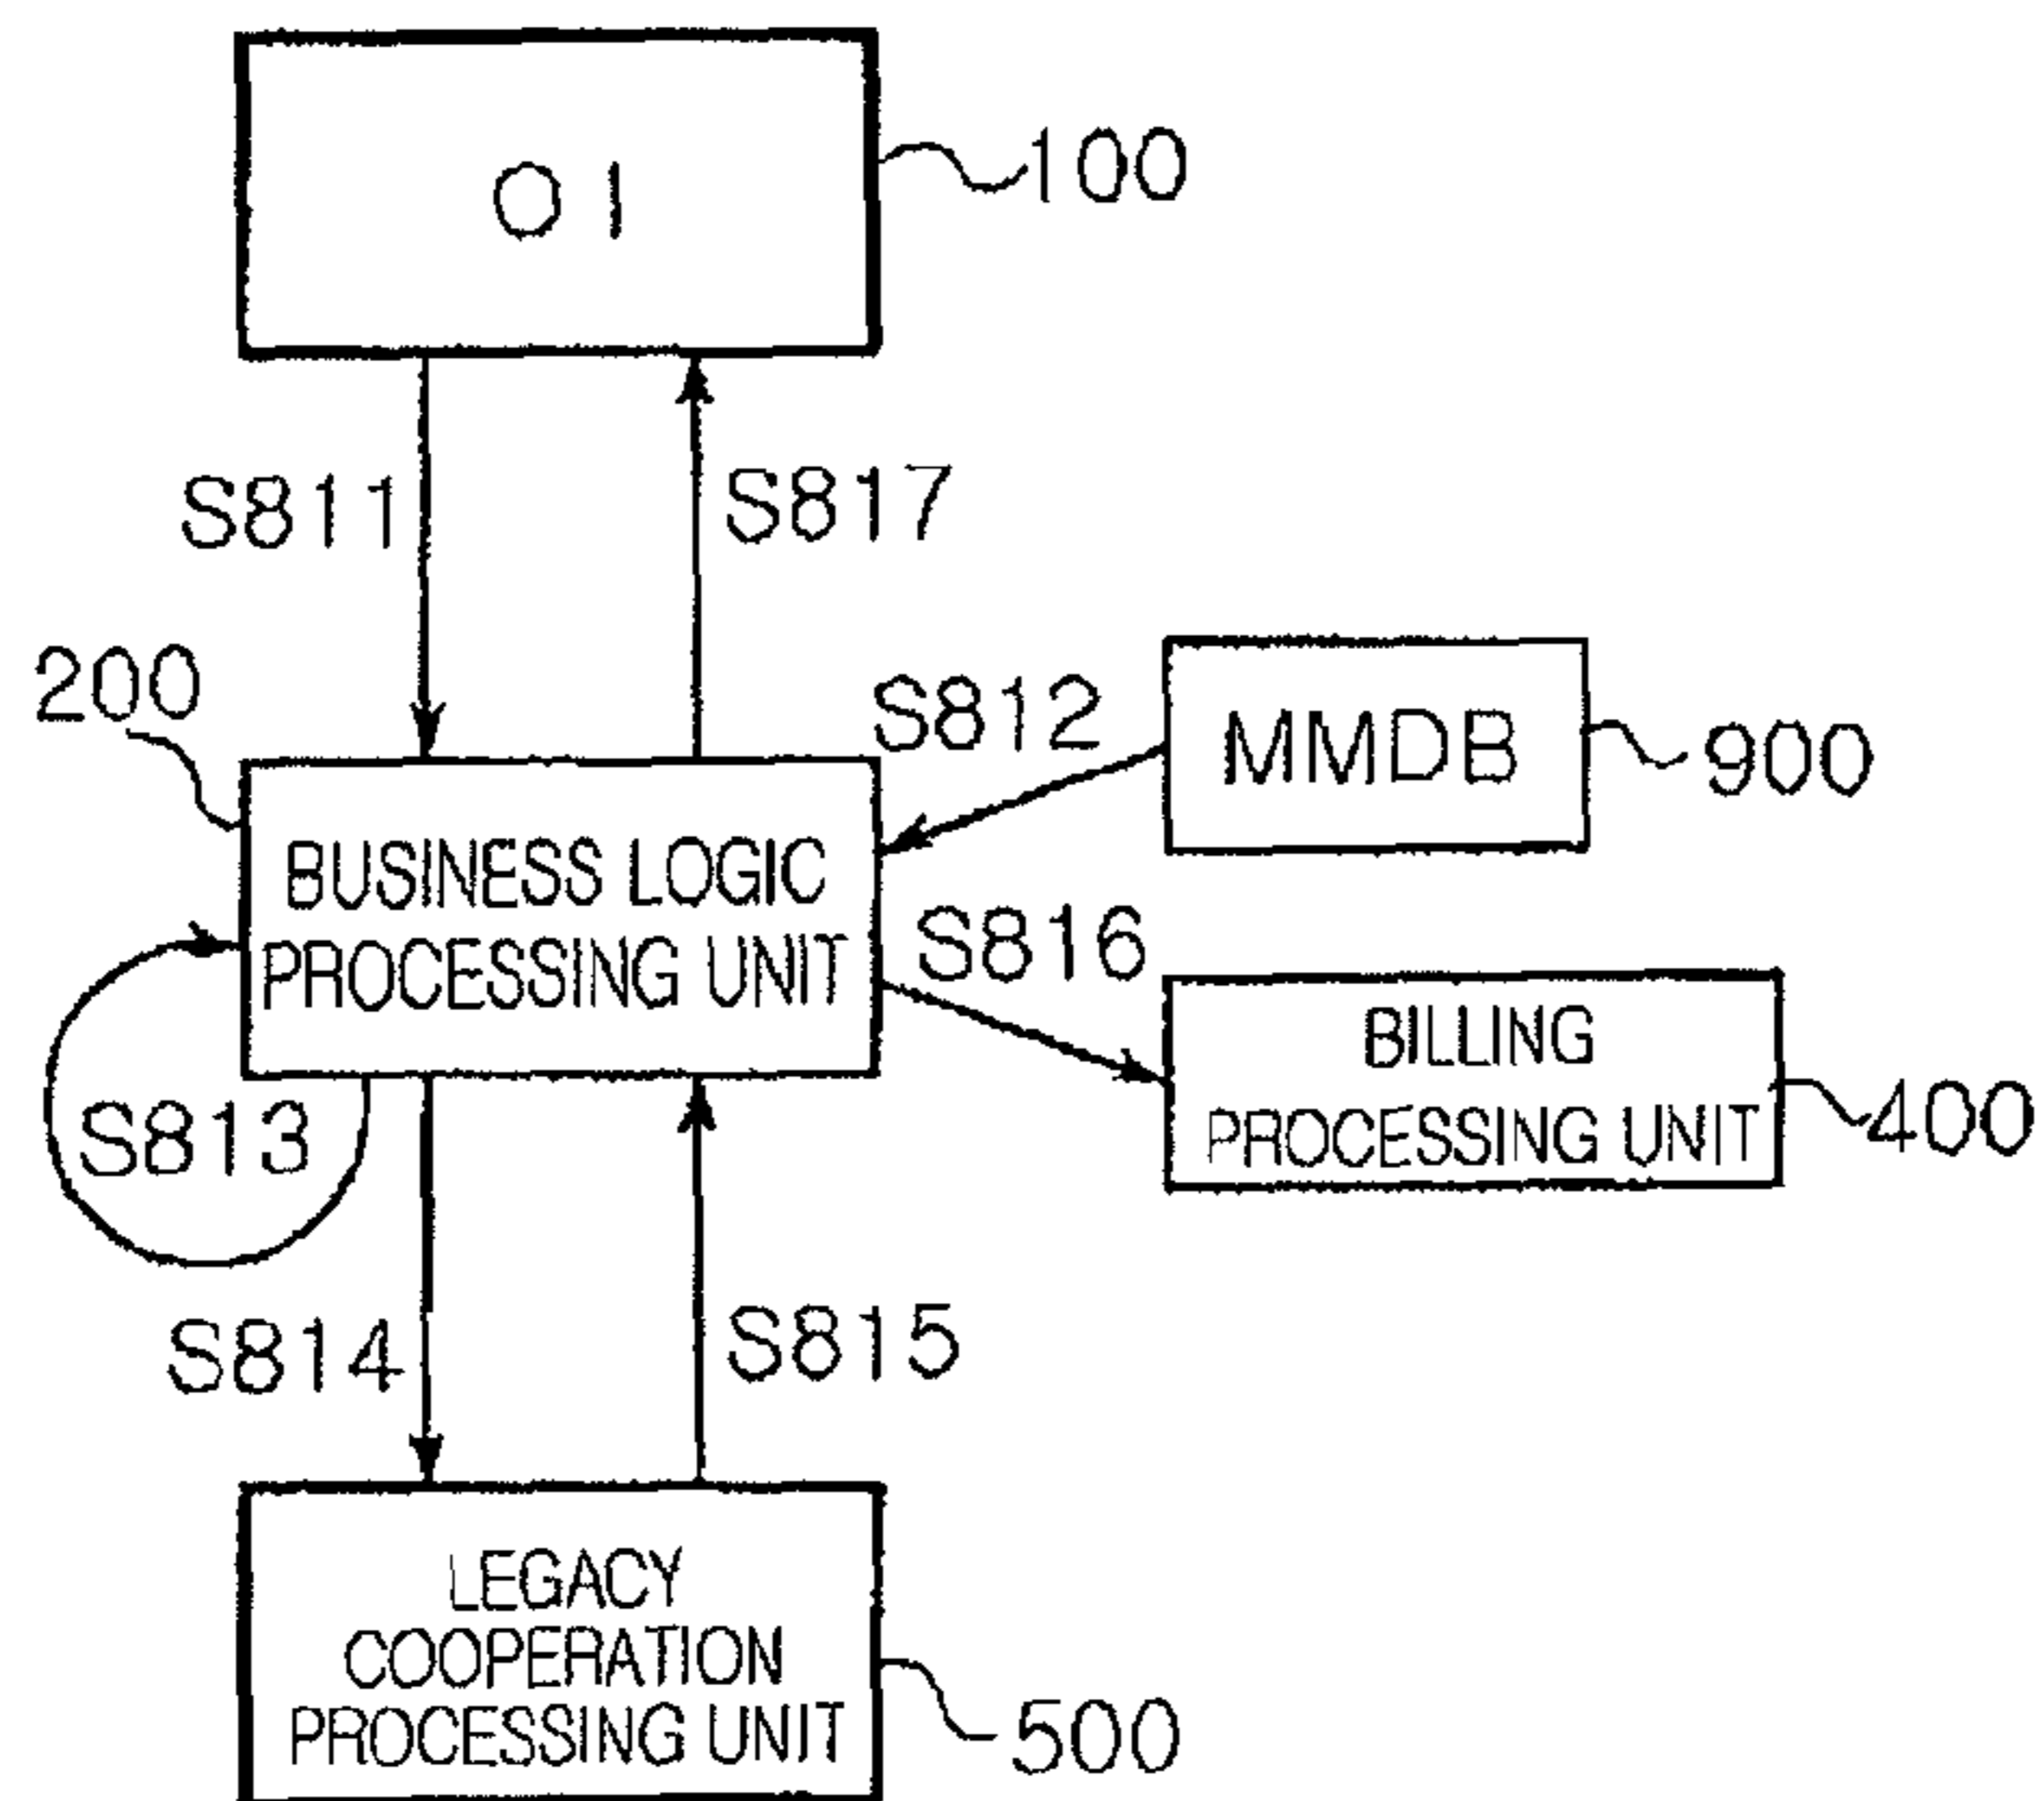 O I
100
S811
S817
200
S812
MMDB
900
BUSINESS LOGIC
PROCESSING UNIT
S816
BILLING
PROCESSING UNIT
400
S813
S814
S815
LEGACY
COOPERATION
PROCESSING UNIT
500